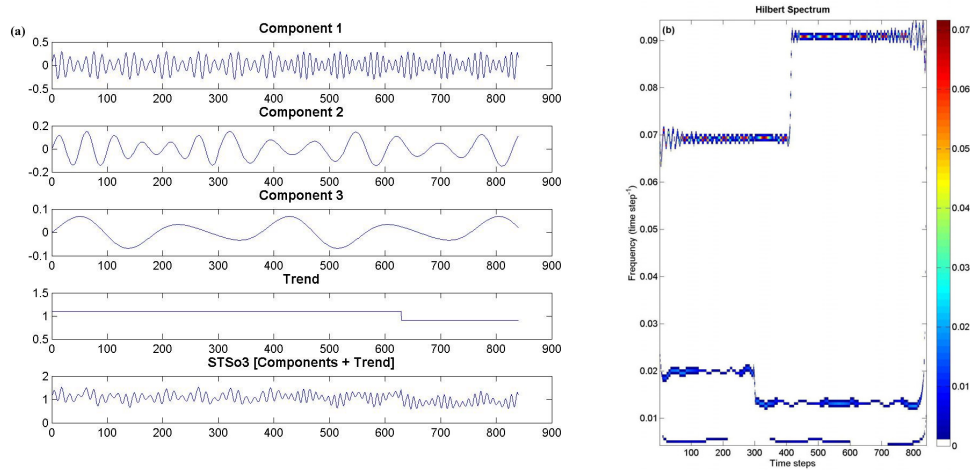 (a)
Component 1
0.5
0
-0.5
0 100 200 300 400 500 600 700 800 900
Component 2
0.2
0
-0.2
0 100 200 300 400 500 600 700 800 900
Component 3
0.1
0
-0.1
0 100 200 300 400 500 600 700 800 900
Trend
1.5
1
0.5
0 100 200 300 400 500 600 700 800 900
STSo3 [Components + Trend]
2
1
0
0 100 200 300 400 500 600 700 800 900
Hilbert Spectrum
(b)
0.09
0.08
0.07
0.06
0.05
0.04
0.03
0.02
0.01
Frequency (time step-1)
100 200 300 400 500 600 700 800
Time steps
0.07
0.06
0.05
0.04
0.03
0.02
0.01
0